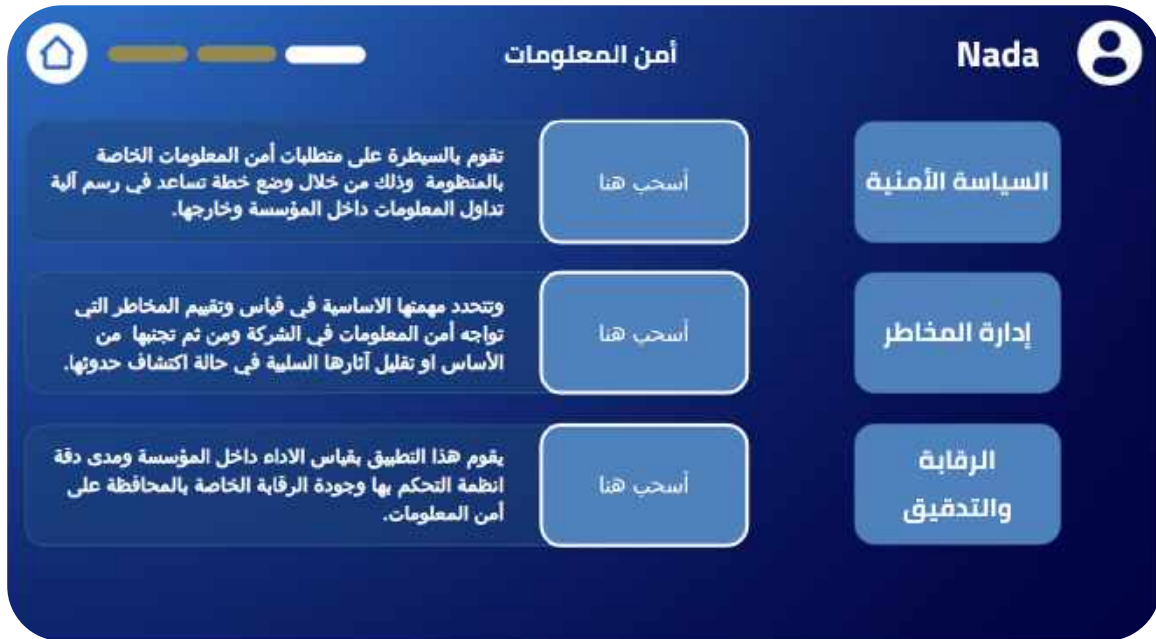 Nada
أمن المعلومات
السياسة الأمنية
أسحب هنا
تقوم بالسيطرة على متطلبات أمن المعلومات الخاصة
بالمنظومة وذلك من خلال وضع خطة تساعد في رسم آلية
تداول المعلومات داخل المؤسسة وخارجها.
إدارة المخاطر
أسحب هنا
وتتحدد مهمتها الاساسية في قياس وتقييم المخاطر التي
تواجه أمن المعلومات في الشركة ومن ثم تجنبها من
الأساس او تقليل آثارها السلبية في حالة اكتشاف حدوثها.
الرقابة
والتدقيق
أسحب هنا
يقوم هذا التطبيق بقياس الاداء داخل المؤسسة ومدى دقة
انظمة التحكم بها وجودة الرقابة الخاصة بالمحافظة على
أمن المعلومات.